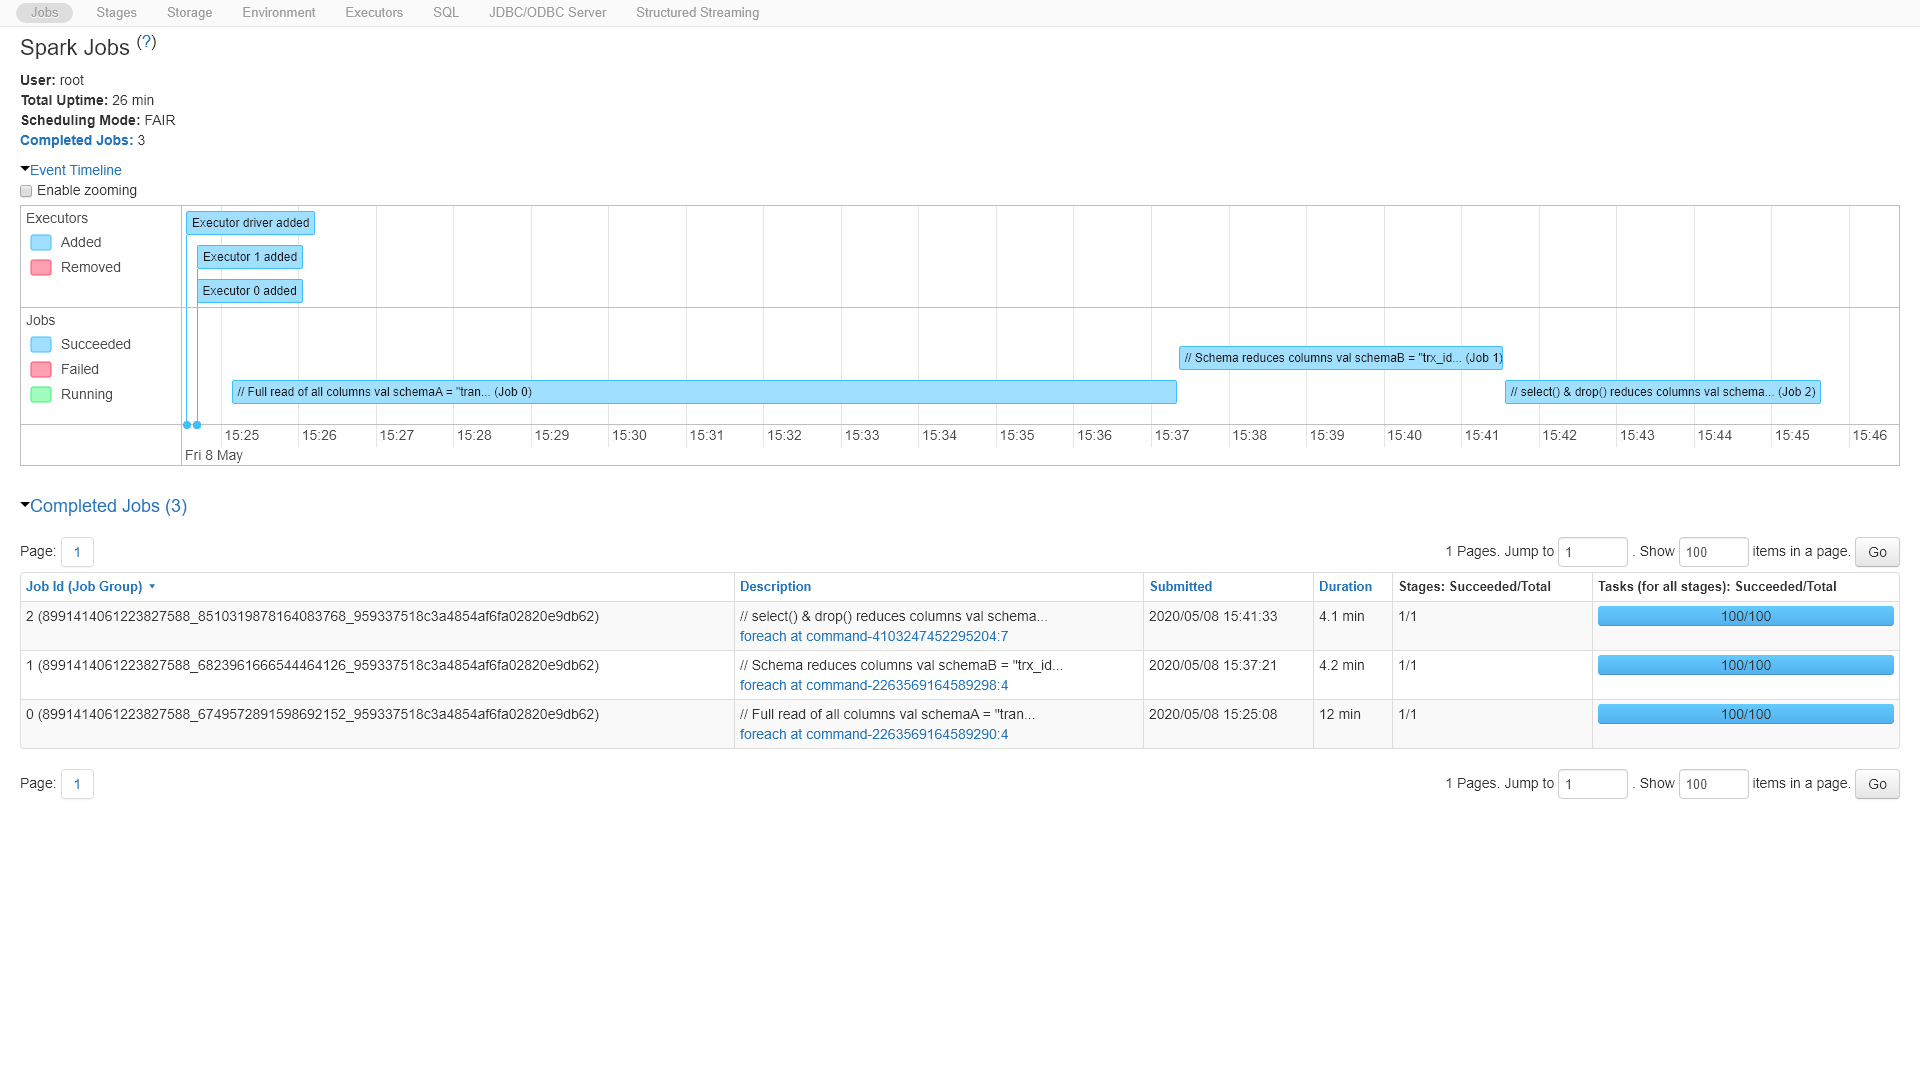 Jobs Stages Storage Environment Executors SQL JDBC/ODBC Server Structured Streaming
Spark Jobs (?)
User: root
Total Uptime: 26 min
Scheduling Mode: FAIR
Completed Jobs: 3
Event Timeline
Enable zooming
Executors
Added
Removed
Executor driver added
Executor 1 added
Executor 0 added
Jobs
Succeeded
Failed
Running
// Schema reduces columns val schemaB = "trx_id... (Job 1)
// Full read of all columns val schemaA = "tran... (Job 0)
// select() & drop() reduces columns val schema... (Job 2)
15:25 15:26 15:27 15:28 15:29 15:30 15:31 15:32 15:33 15:34 15:35 15:36 15:37 15:38 15:39 15:40 15:41 15:42 15:43 15:44 15:45 15:46
Fri 8 May
Completed Jobs (3)
Page: 1 1 Pages. Jump to 1 . Show 100 items in a page. Go
Job Id (Job Group) Description Submitted Duration Stages: Succeeded/Total Tasks (for all stages): Succeeded/Total
2 (8991414061223827588_8510319878164083768_959337518c3a4854af6fa02820e9db62) // select() & drop() reduces columns val schema... 2020/05/08 15:41:33 4.1 min 1/1 100/100
foreach at command-4103247452295204:7
1 (8991414061223827588_6823961666544464126_959337518c3a4854af6fa02820e9db62) // Schema reduces columns val schemaB = "trx_id... 2020/05/08 15:37:21 4.2 min 1/1 100/100
foreach at command-2263569164589298:4
0 (8991414061223827588_6749572891598692152_959337518c3a4854af6fa02820e9db62) // Full read of all columns val schemaA = "tran... 2020/05/08 15:25:08 12 min 1/1 100/100
foreach at command-2263569164589290:4
Page: 1 1 Pages. Jump to 1 . Show 100 items in a page. Go